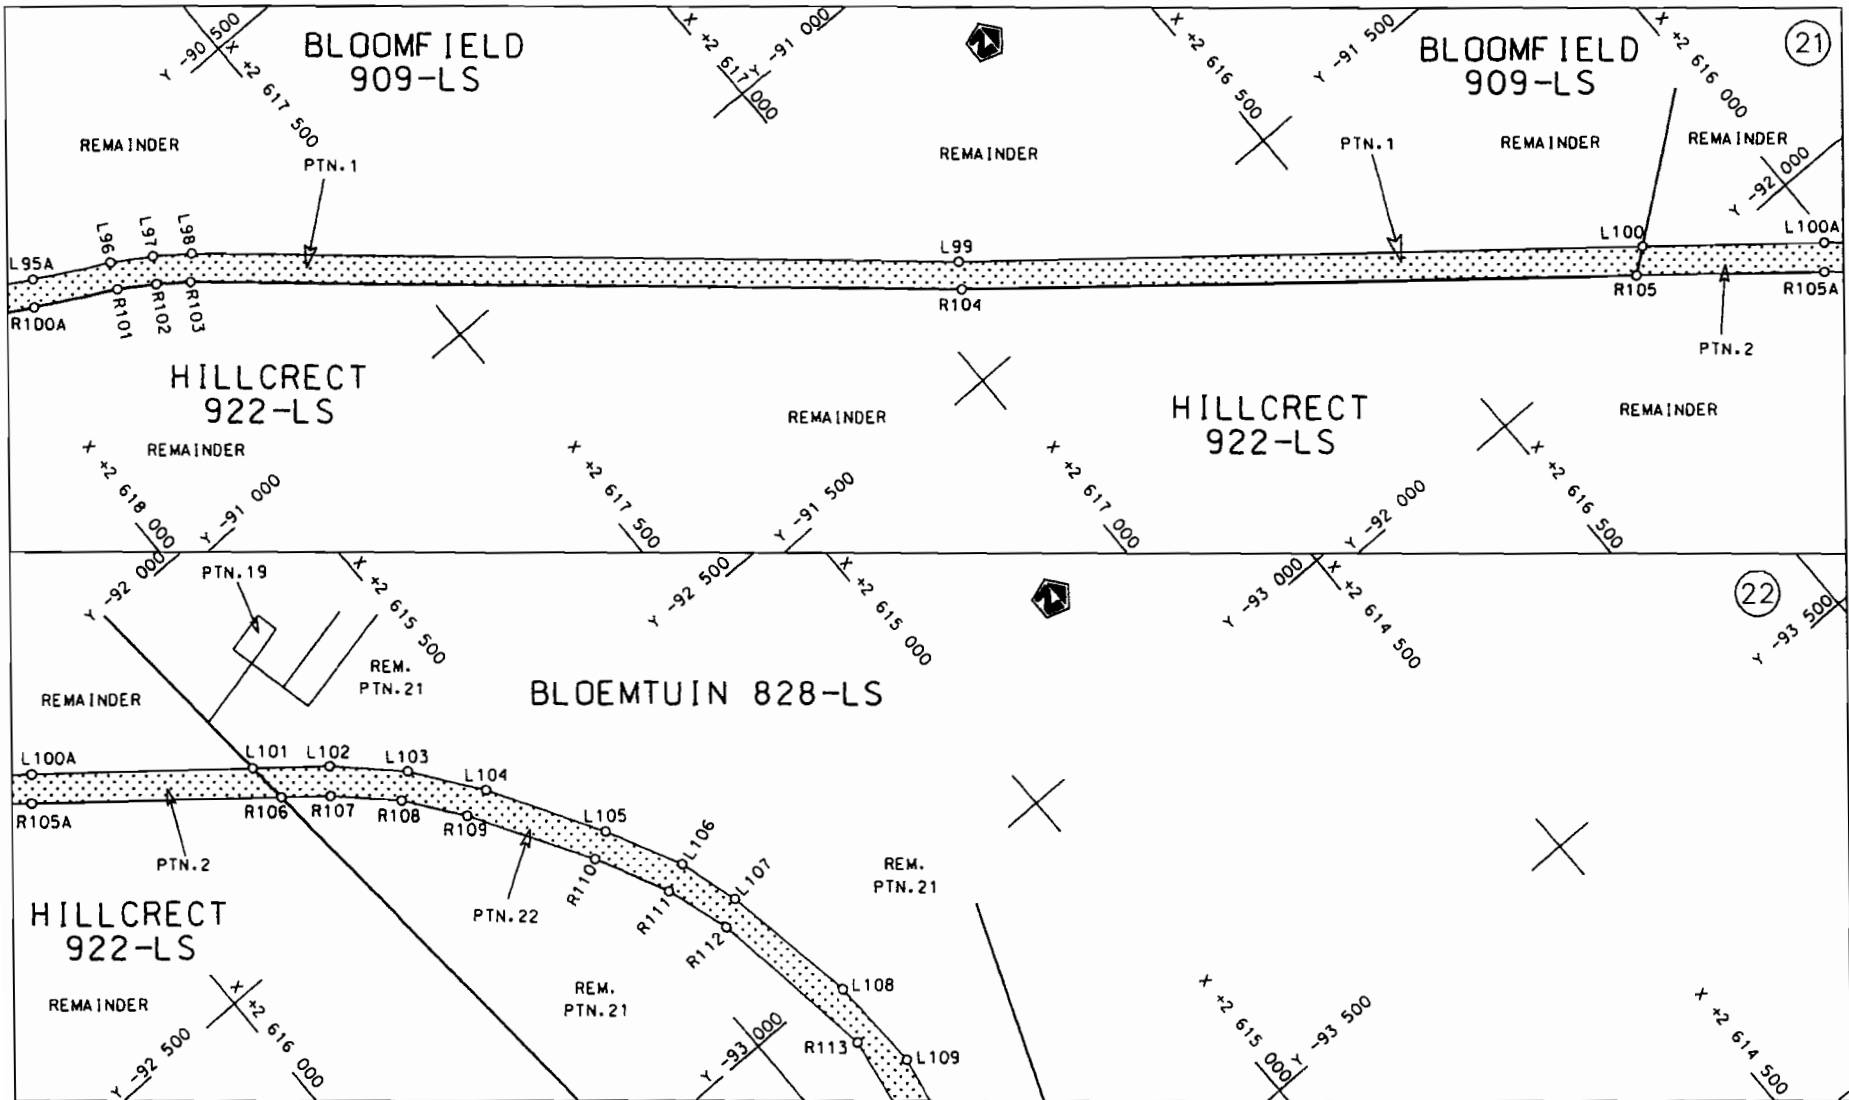 Y -90 500
X +2 617 500
BLOOMFIELD
909-LS
X +2 617 000
Y -91 000
N
X +2 616 500
Y -91 500
BLOOMFIELD
909-LS
X +2 616 000
21
REMAINDER
PTN.1
REMAINDER
PTN.1
REMAINDER
REMAINDER
Y -92 000
L95A
L96
L97
L98
L99
L100
L100A
R100A
R101
R102
R103
R104
R105
R105A
PTN.2
HILLCRECT
922-LS
REMAINDER
REMAINDER
HILLCRECT
922-LS
REMAINDER
X +2 618 000
Y -91 000
X +2 617 500
Y -91 500
X +2 617 000
Y -92 000
X +2 616 500
Y -92 000
PTN.19
X +2 615 500
Y -92 500
X +2 615 000
N
Y -93 000
X +2 614 500
22
Y -93 500
REMAINDER
REM.
PTN.21
BLOEMTUIN 828-LS
L100A
L101
L102
L103
L104
L105
L106
L107
L108
L109
R105A
R106
R107
R108
R109
R110
R111
R112
R113
PTN.2
PTN.22
REM.
PTN.21
HILLCRECT
922-LS
REMAINDER
REM.
PTN.21
Y -92 500
X +2 616 000
Y -93 000
X +2 615 000
Y -93 500
X +2 614 500